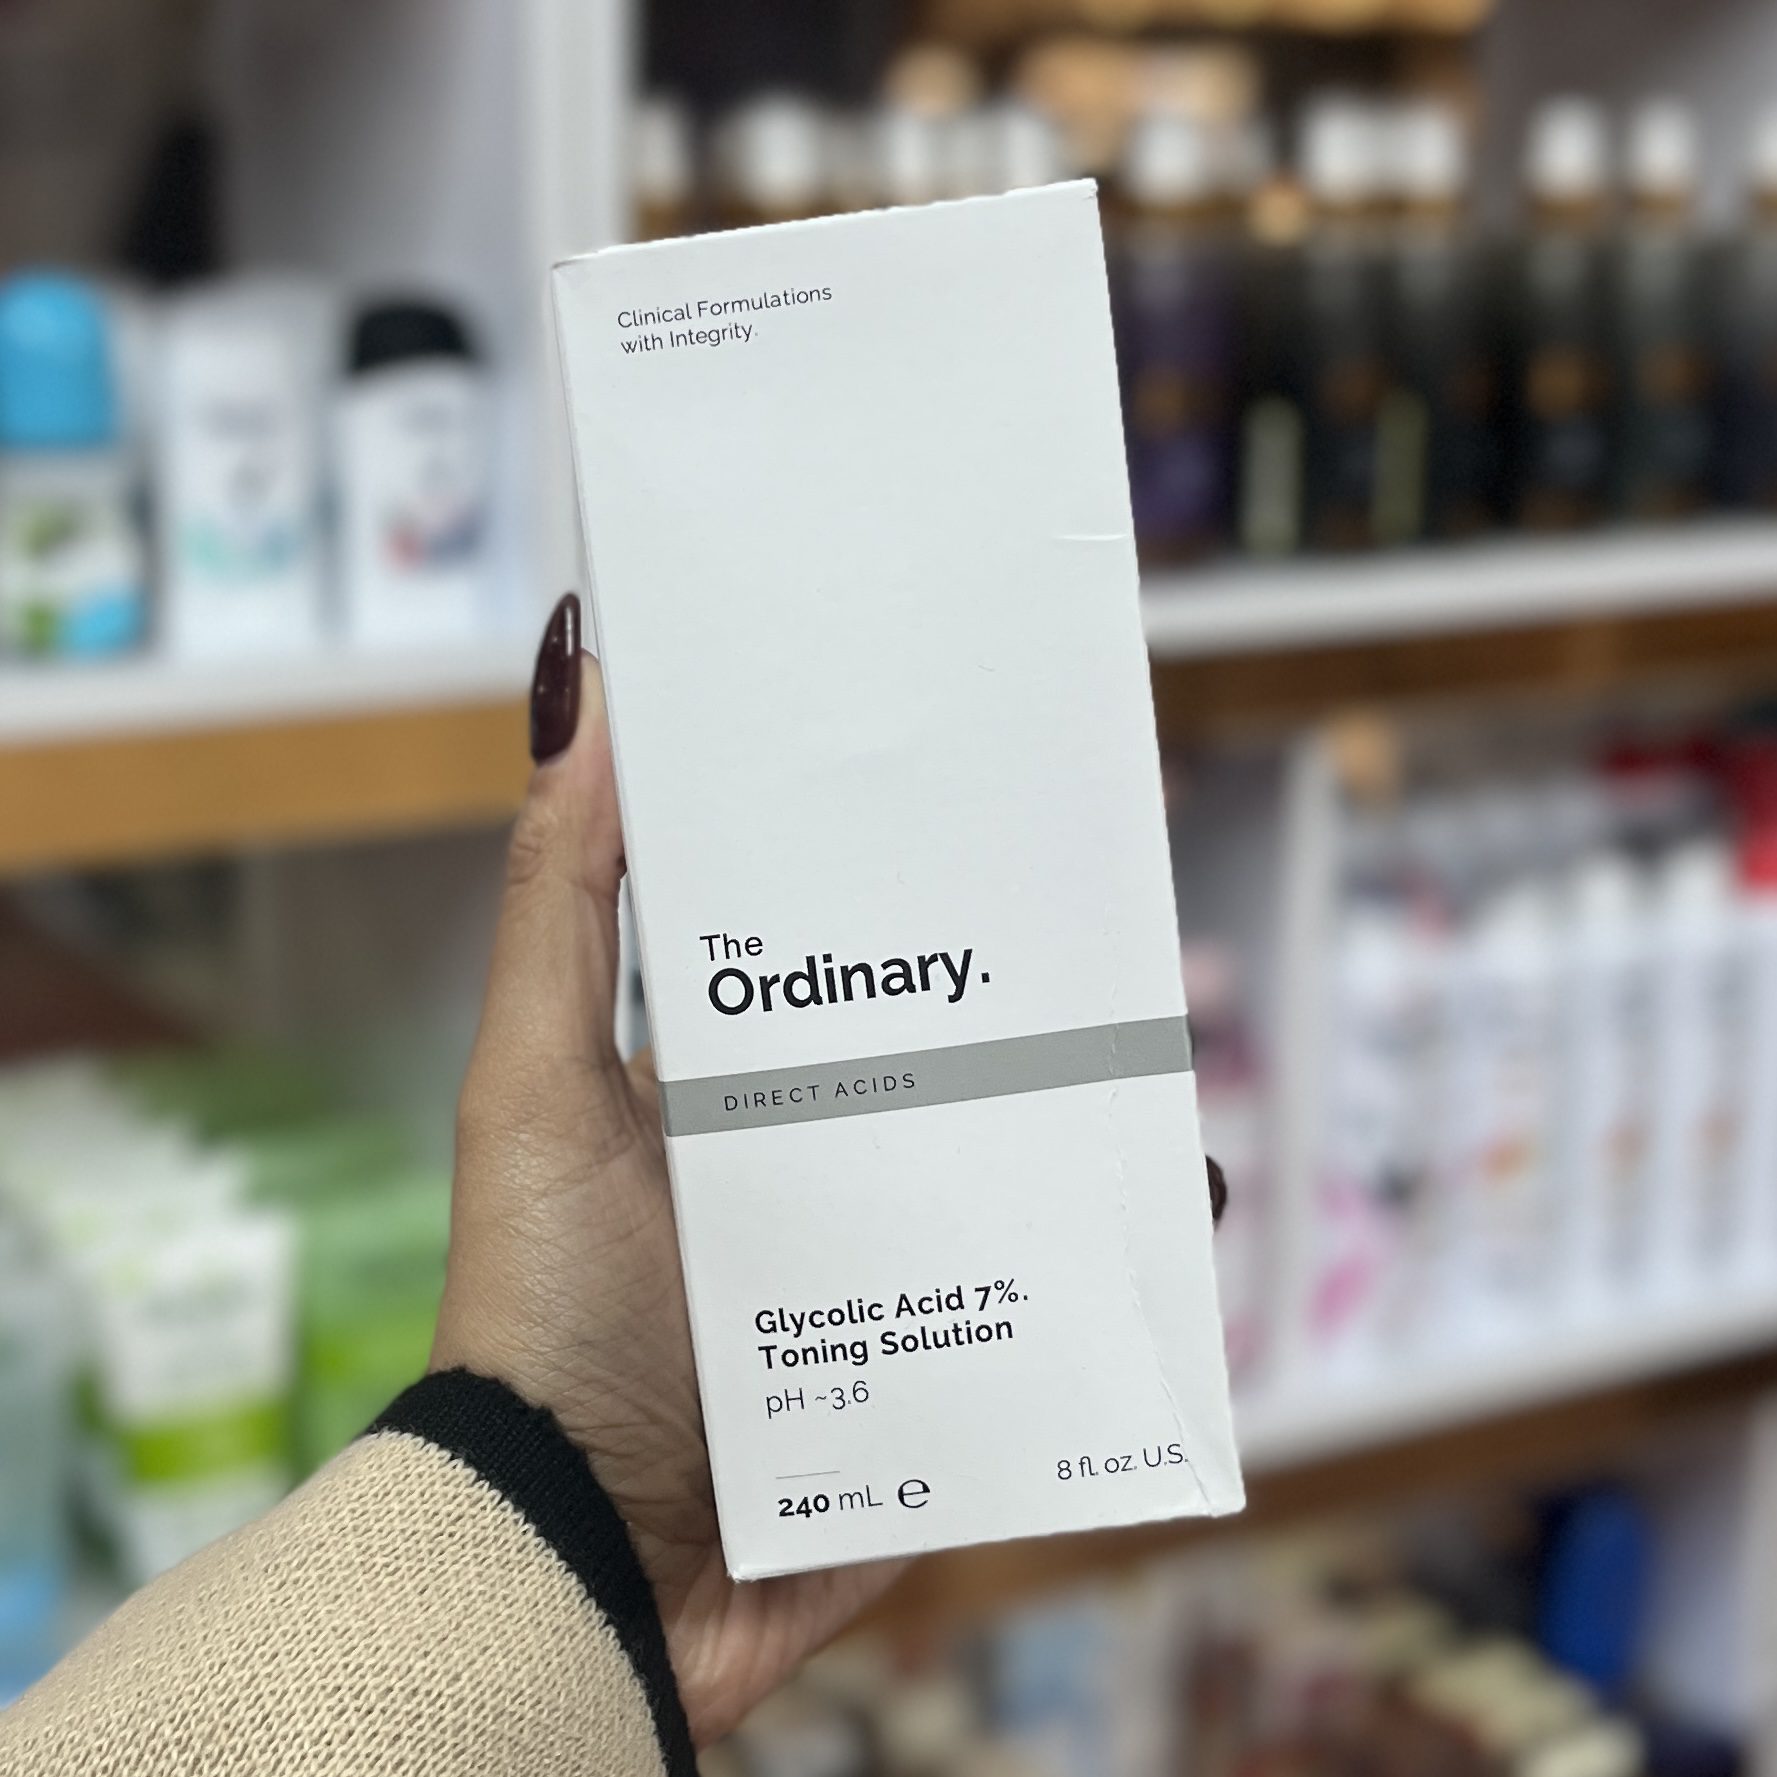 Clinical Formulations
with Integrity.
The
Ordinary.
DIRECT ACIDS
Glycolic Acid 7%.
Toning Solution
pH ~3.6
240 mL ℮
8 fl. oz. U.S.